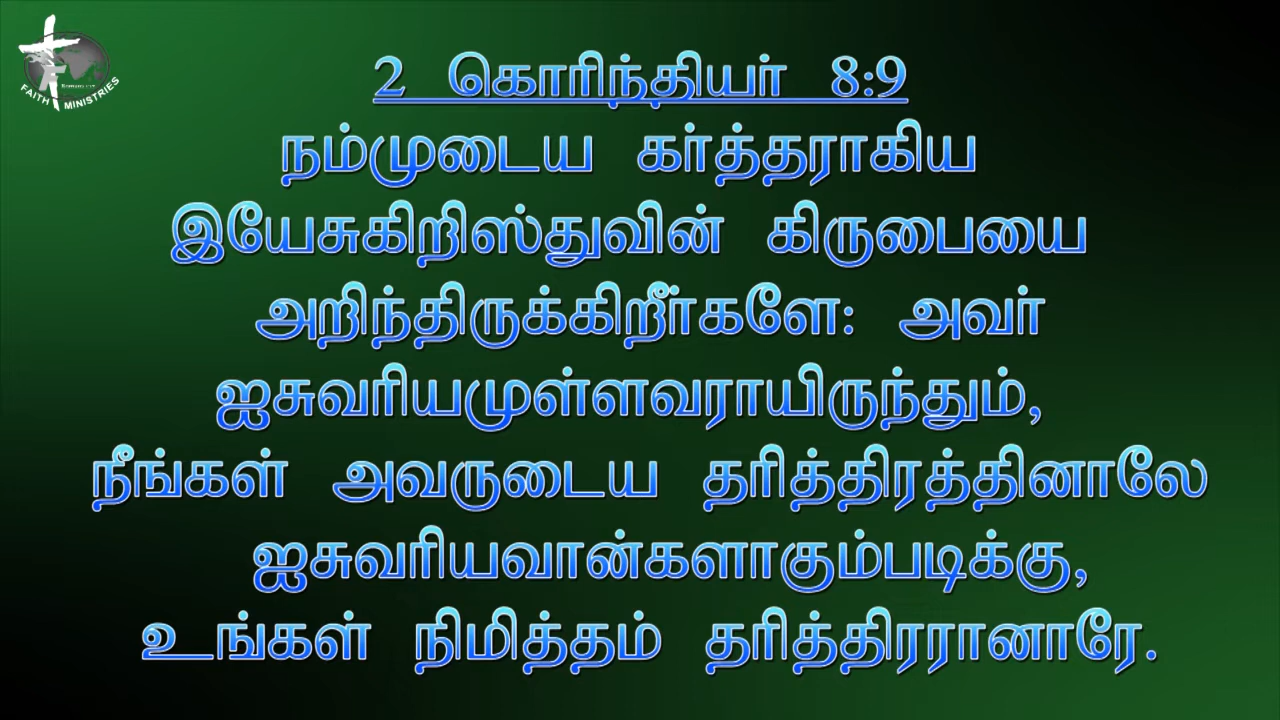 FAITH MINISTRIES
2 கொரிந்தியர் 8:9
நம்முடைய கர்த்தராகிய
இயேசுகிறிஸ்துவின் கிருபையை
அறிந்திருக்கிறீர்களே: அவர்
ஐசுவரியமுள்ளவராயிருந்தும்,
நீங்கள் அவருடைய தரித்திரத்தினாலே
ஐசுவரியவான்களாகும்படிக்கு,
உங்கள் நிமித்தம் தரித்திரரானாரே.